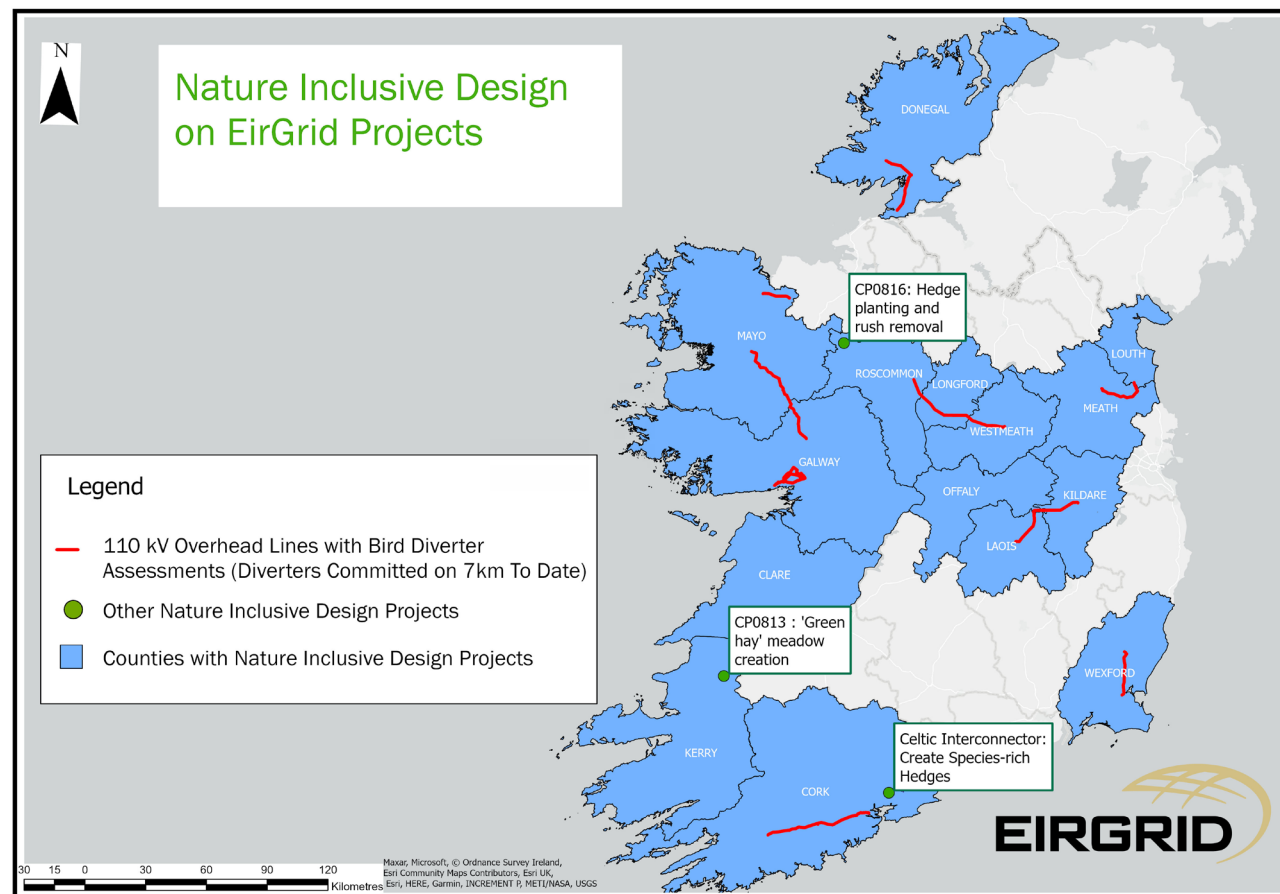 N
Nature Inclusive Design
on EirGrid Projects
DONEGAL
CP0816: Hedge
planting and
rush removal
MAYO
LOUTH
ROSCOMMON
LONGFORD
MEATH
WESTMEATH
GALWAY
OFFALY
KILDARE
LAOIS
CLARE
Legend
110 kV Overhead Lines with Bird Diverter
Assessments (Diverters Committed on 7km To Date)
Other Nature Inclusive Design Projects
Counties with Nature Inclusive Design Projects
CP0813 : 'Green
hay' meadow
creation
WEXFORD
KERRY
Celtic Interconnector:
Create Species-rich
Hedges
CORK
EIRGRID
30 15 0 30 60 90 120
Kilometres
Maxar, Microsoft, © Ordnance Survey Ireland,
Esri Community Maps Contributors, Esri UK,
Esri, HERE, Garmin, INCREMENT P, METI/NASA, USGS